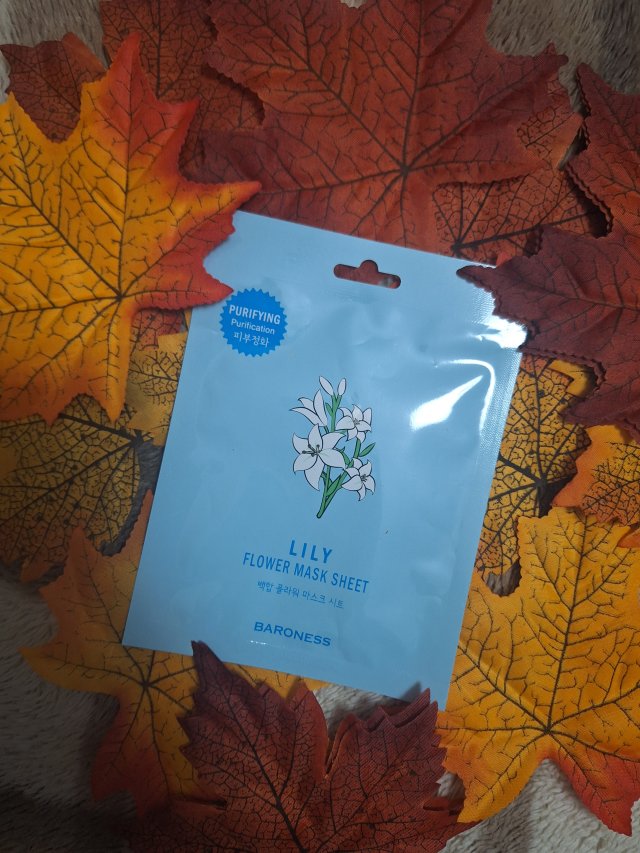 PURIFYING
Purification
피부정화
LILY
FLOWER MASK SHEET
백합 플라워 마스크 시트
BARONESS